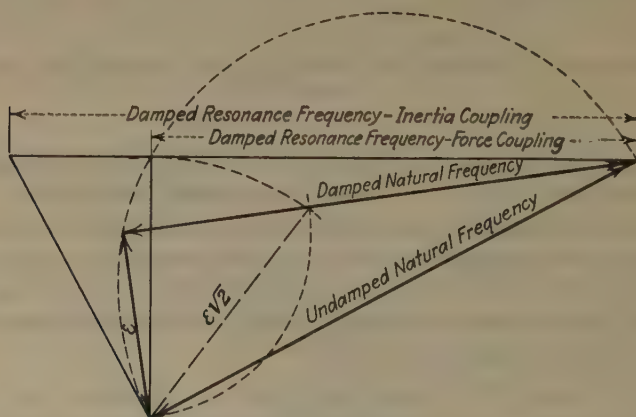 Damped Resonance Frequency-Inertia Coupling
Damped Resonance Frequency-Force Coupling
Damped Natural Frequency
Undamped Natural Frequency
ε√2
ε